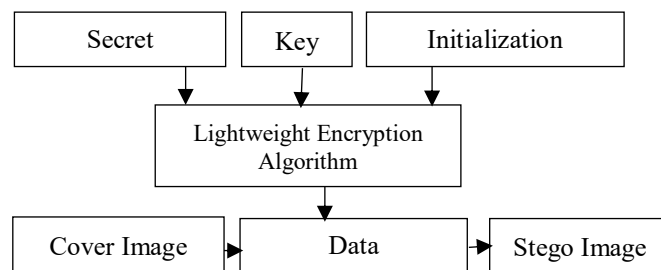 Secret
Key
Initialization
Lightweight Encryption
Algorithm
Cover Image
Data
Stego Image